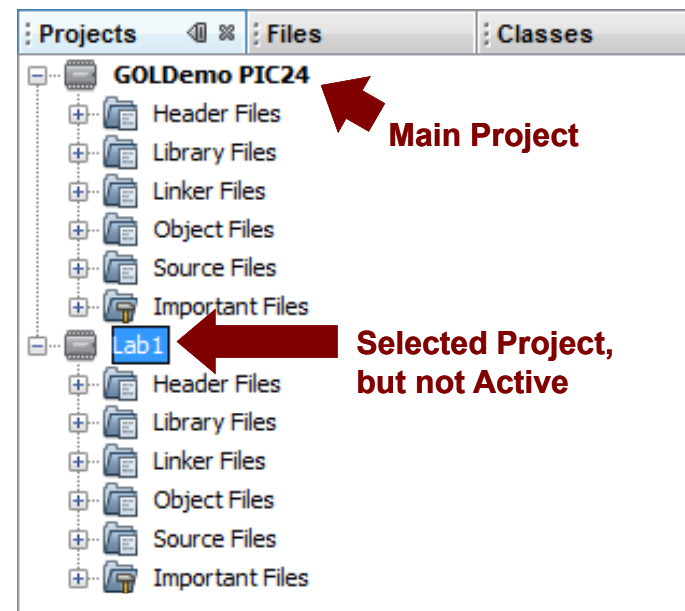 Projects Files Classes
GOLDemo PIC24
Header Files
Main Project
Library Files
Linker Files
Object Files
Source Files
Important Files
Lab1
Selected Project,
but not Active
Header Files
Library Files
Linker Files
Object Files
Source Files
Important Files